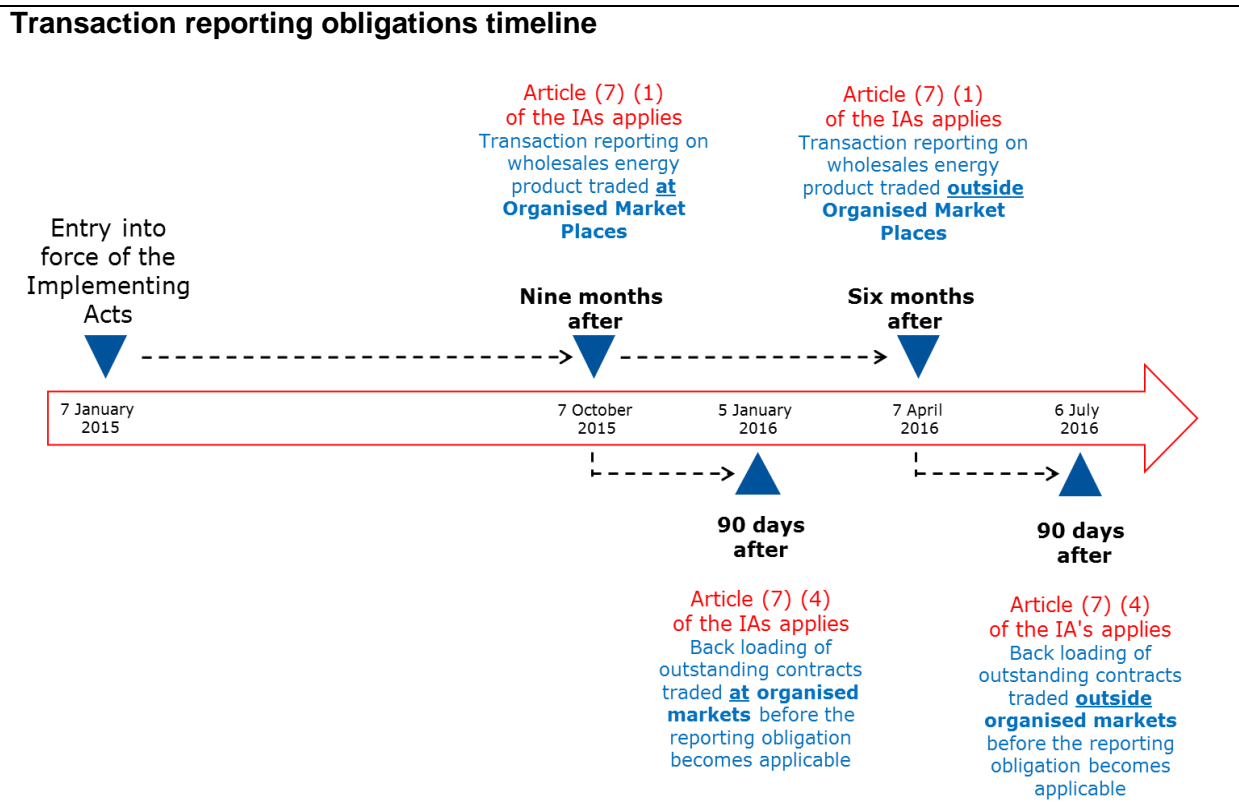 Transaction reporting obligations timeline
Article (7) (1)
of the IAs applies
Transaction reporting on
wholesales energy
product traded at
Organised Market
Places
Article (7) (1)
of the IAs applies
Transaction reporting on
wholesales energy
product traded outside
Organised Market
Places
Entry into
force of the
Implementing
Acts
Nine months
after
Six months
after
7 January
2015
7 October
2015
5 January
2016
7 April
2016
6 July
2016
90 days
after
90 days
after
Article (7) (4)
of the IAs applies
Back loading of
outstanding contracts
traded at organised
markets before the
reporting obligation
becomes applicable
Article (7) (4)
of the IA's applies
Back loading of
outstanding contracts
traded outside
organised markets
before the reporting
obligation becomes
applicable